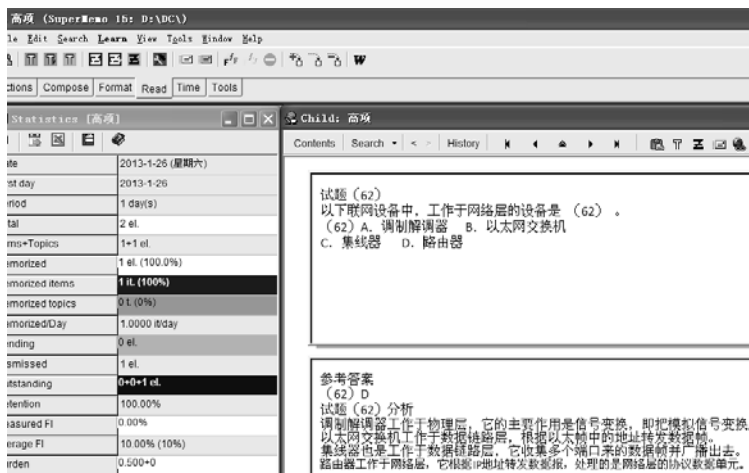 高项 (SuperMemo 15: D:\DC\)
le Edit Search Learn View Tools Window Help
ctions Compose Format Read Time Tools
Statistics [高项]
ate 2013-1-26 (星期六)
rst day 2013-1-26
eriod 1 day(s)
tal 2 el.
ms+Topics 1+1 el.
emorized 1 el. (100.0%)
emorized items 1 it. (100%)
emorized topics 0 t. (0%)
emorized/Day 1.0000 it/day
ending 0 el.
smissed 1 el.
utstanding 0+0+1 el.
etention 100.00%
easured FI 0.00%
verage FI 10.00% (10%)
urden 0.500+0
Child: 高项
Contents Search < > History
试题（62）
以下联网设备中，工作于网络层的设备是 （62） 。
（62）A．调制解调器 B．以太网交换机
C．集线器 D．路由器
参考答案
（62）D
试题（62）分析
调制解调器工作于物理层，它的主要作用是信号变换，即把模拟信号变换
以太网交换机工作于数据链路层，根据以太帧中的地址转发数据帧。
集线器也是工作于数据链路层，它收集多个端口来的数据帧并广播出去。
路由器工作于网络层，它根据IP地址转发数据报，处理的是网络层的协议数据单元